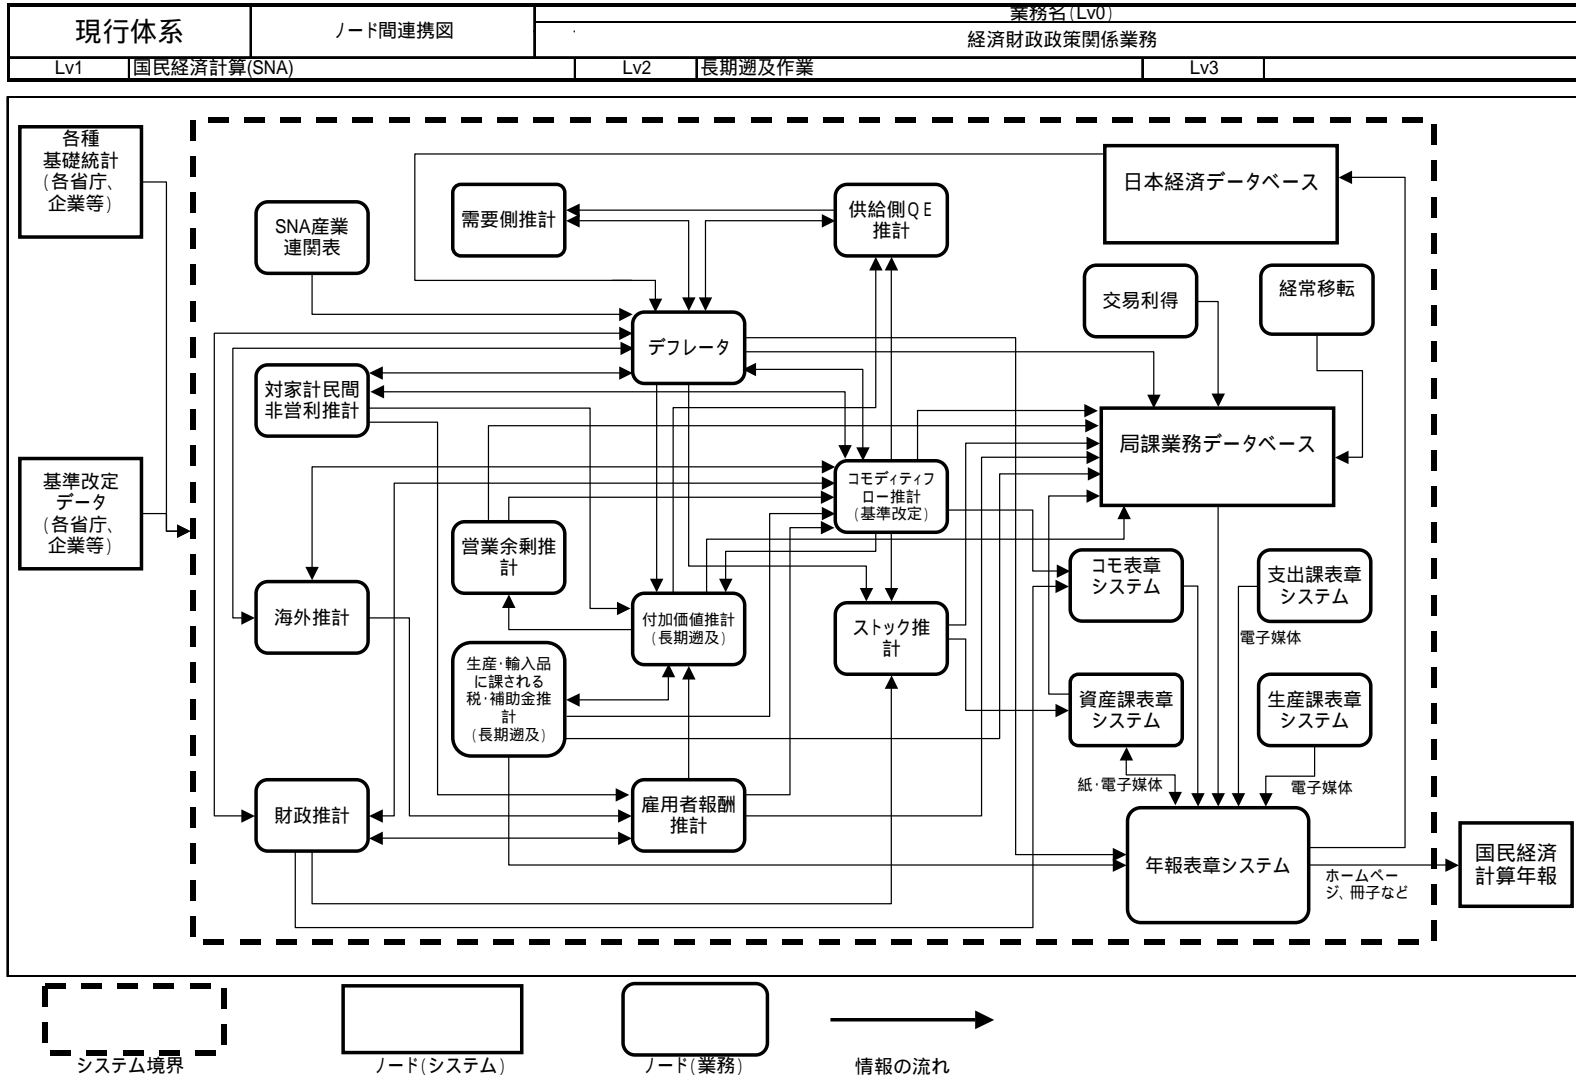 現行体系
ノード間連携図
業務名(Lv0)
経済財政政策関係業務
Lv1
国民経済計算(SNA)
Lv2
長期遡及作業
Lv3
各種
基礎統計
(各省庁、
企業等)
日本経済データベース
SNA産業
連関表
需要側推計
供給側QE
推計
交易利得
経常移転
デフレータ
対家計民間
非営利推計
局課業務データベース
基準改定
データ
(各省庁、
企業等)
コモディティフ
ロー推計
(基準改定)
営業余剰推
計
コモ表章
システム
支出課表章
システム
海外推計
付加価値推計
(長期遡及)
ストック推
計
電子媒体
生産・輸入品
に課される
税・補助金推
計
(長期遡及)
資産課表章
システム
生産課表章
システム
紙・電子媒体
電子媒体
財政推計
雇用者報酬
推計
年報表章システム
ホームペー
ジ、冊子など
国民経済
計算年報
システム境界
ノード(システム)
ノード(業務)
情報の流れ